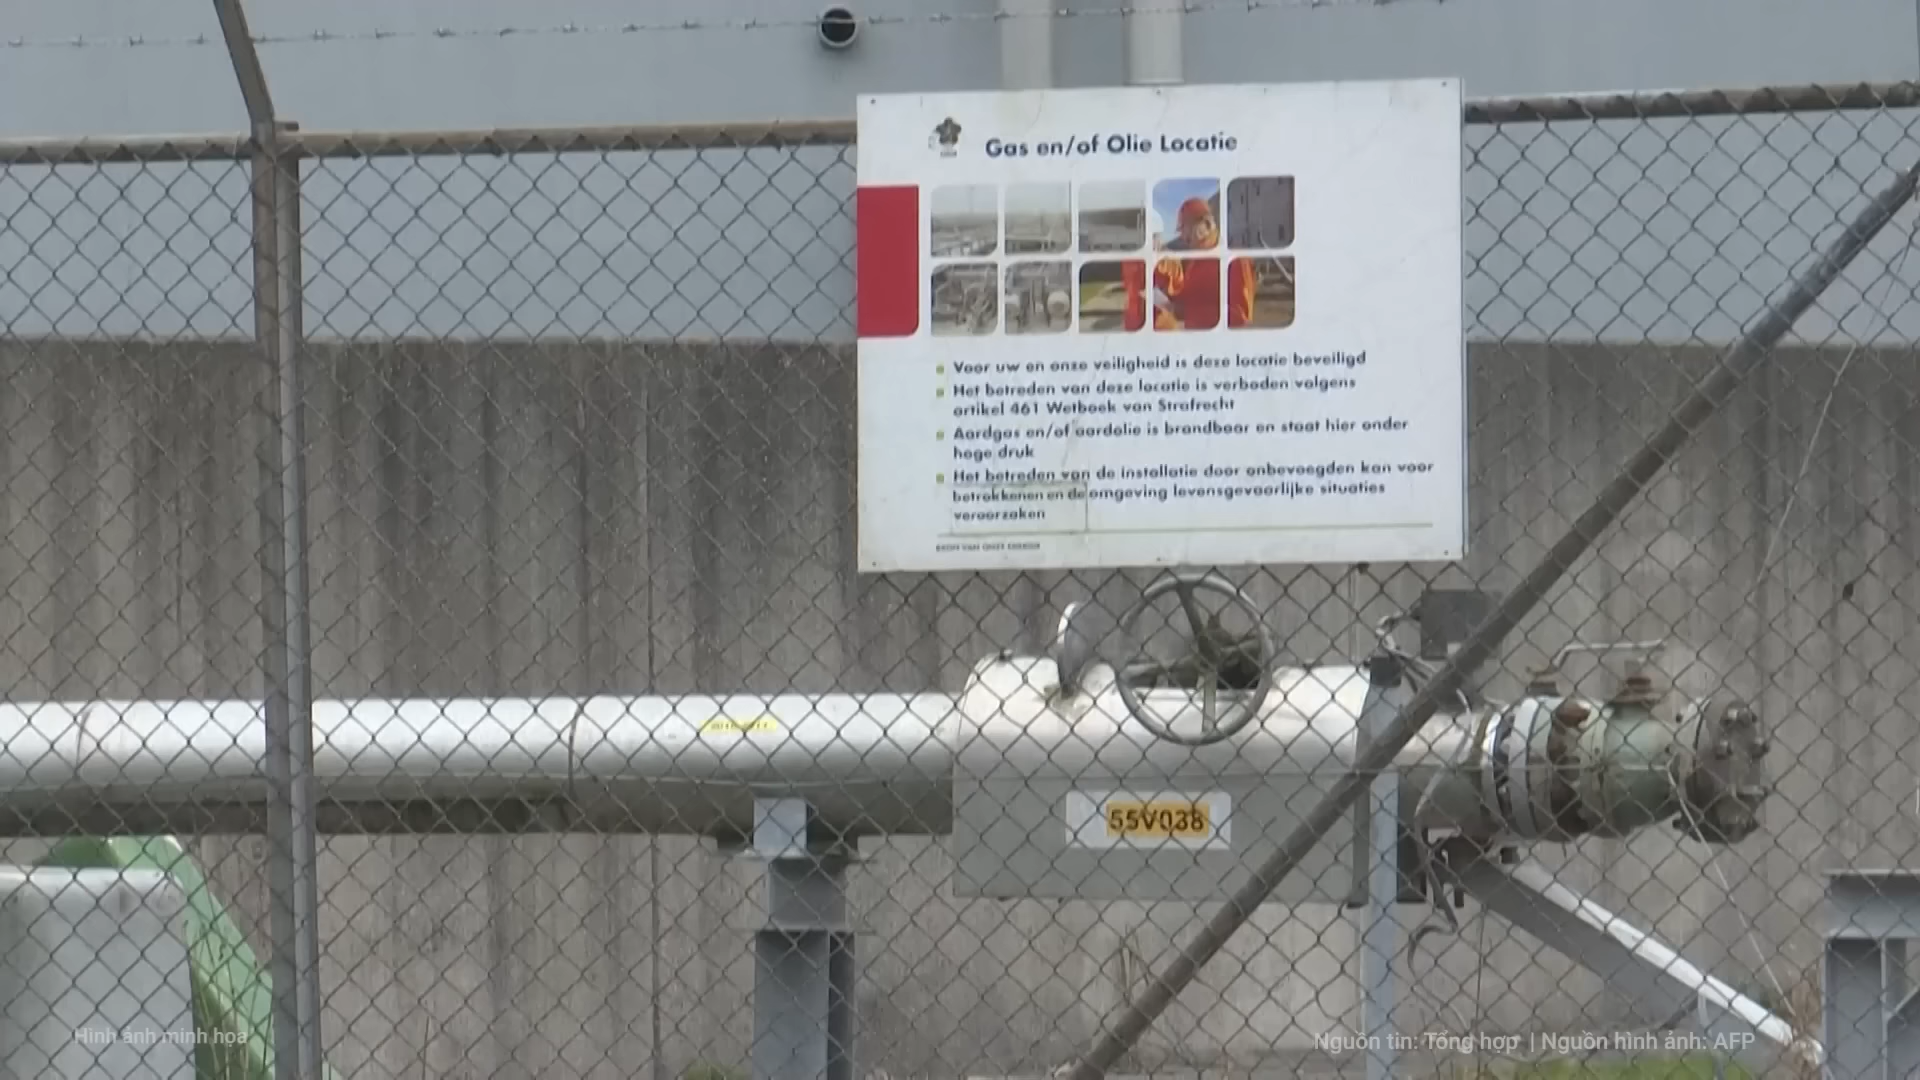 Gas en/of Olie Locatie
Voor uw en onze veiligheid is deze locatie beveiligd
Het betreden van deze locatie is verboden volgens
artikel 461 Wetboek van Strafrecht
Aardgas en/of aardolie is brandbaar en staat hier onder
hoge druk
Het betreden van de installatie door onbevoegden kan voor
betrokkenen en de omgeving levensgevaarlijke situaties
veroorzaken
55V038
Hình ảnh minh họa
Nguồn tin: Tổng hợp | Nguồn hình ảnh: AFP